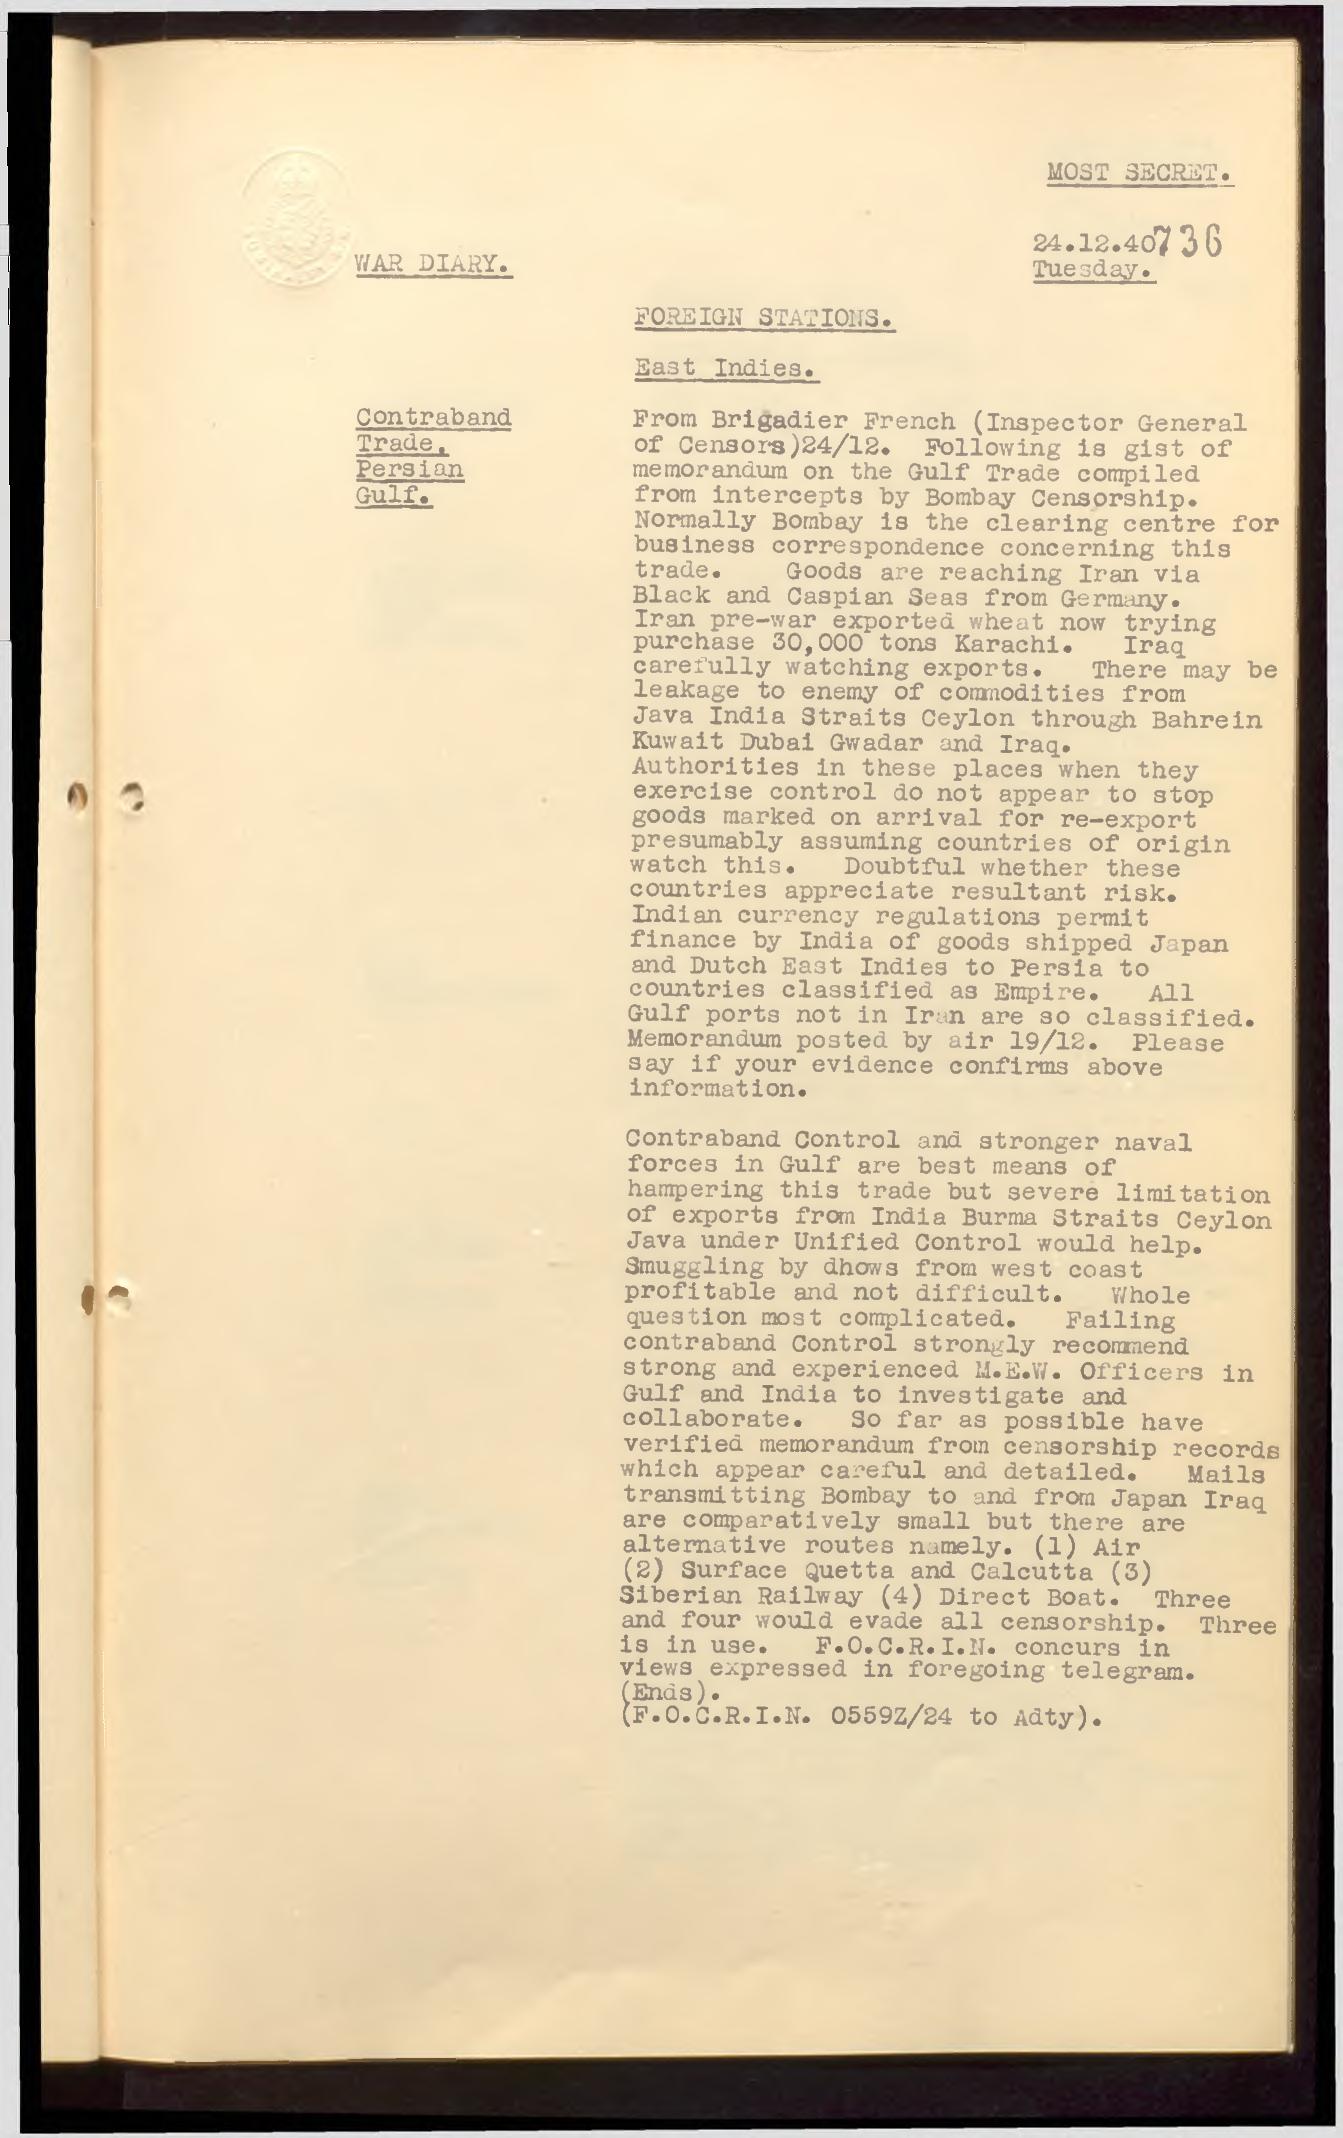 MOST SECRET.
24.12.40 736
Tuesday.
WAR DIARY.
FOREIGN STATIONS.
East Indies.
Contraband
Trade.
Persian
Gulf.
From Brigadier French (Inspector General
of Censors)24/12. Following is gist of
memorandum on the Gulf Trade compiled
from intercepts by Bombay Censorship.
Normally Bombay is the clearing centre for
business correspondence concerning this
trade. Goods are reaching Iran via
Black and Caspian Seas from Germany.
Iran pre-war exported wheat now trying
purchase 30,000 tons Karachi. Iraq
carefully watching exports. There may be
leakage to enemy of commodities from
Java India Straits Ceylon through Bahrein
Kuwait Dubai Gwadar and Iraq.
Authorities in these places when they
exercise control do not appear to stop
goods marked on arrival for re-export
presumably assuming countries of origin
watch this. Doubtful whether these
countries appreciate resultant risk.
Indian currency regulations permit
finance by India of goods shipped Japan
and Dutch East Indies to Persia to
countries classified as Empire. All
Gulf ports not in Iran are so classified.
Memorandum posted by air 19/12. Please
say if your evidence confirms above
information.
Contraband Control and stronger naval
forces in Gulf are best means of
hampering this trade but severe limitation
of exports from India Burma Straits Ceylon
Java under Unified Control would help.
Smuggling by dhows from west coast
profitable and not difficult. Whole
question most complicated. Failing
contraband Control strongly recommend
strong and experienced M.E.W. Officers in
Gulf and India to investigate and
collaborate. So far as possible have
verified memorandum from censorship records
which appear careful and detailed. Mails
transmitting Bombay to and from Japan Iraq
are comparatively small but there are
alternative routes namely. (1) Air
(2) Surface Quetta and Calcutta (3)
Siberian Railway (4) Direct Boat. Three
and four would evade all censorship. Three
is in use. F.O.C.R.I.N. concurs in
views expressed in foregoing telegram.
(Ends).
(F.O.C.R.I.N. 0559Z/24 to Adty).